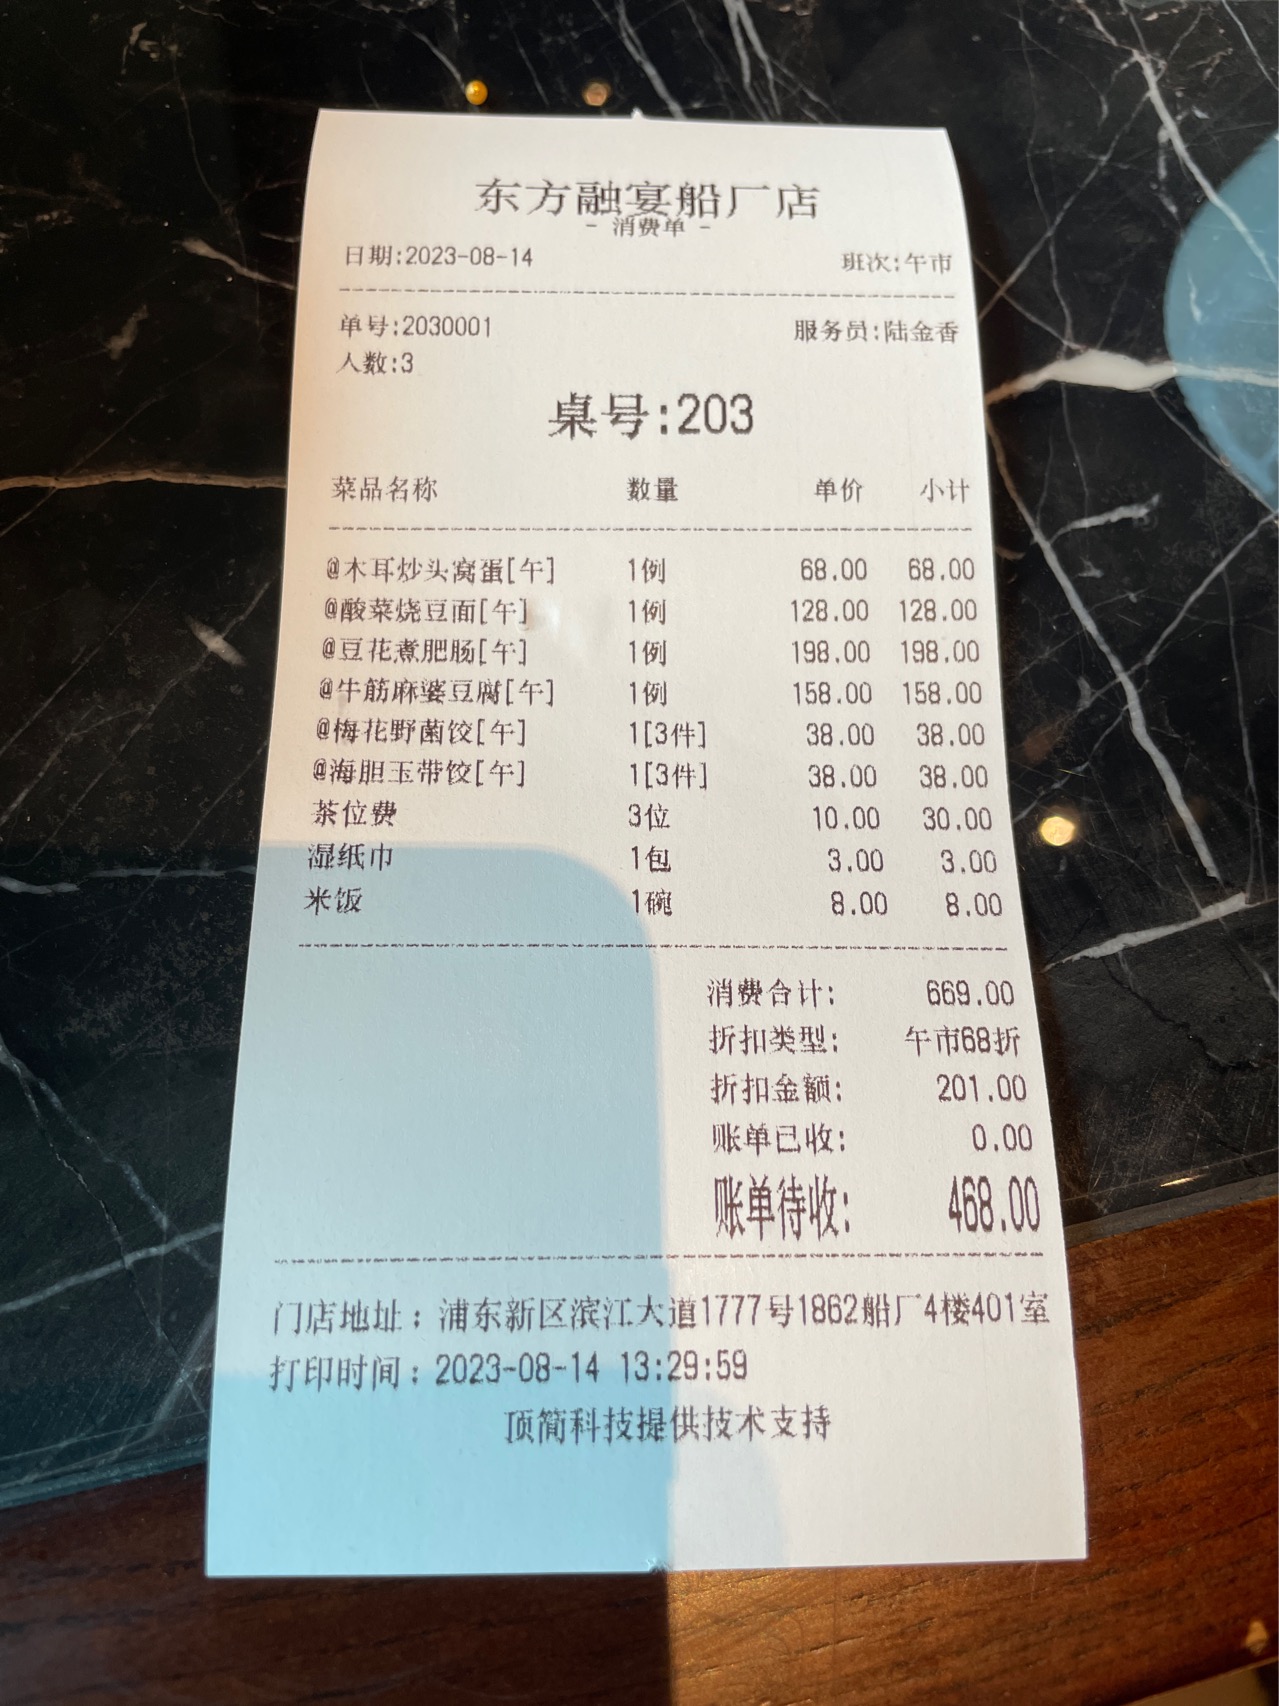 东方融宴船厂店
- 消费单 -
日期:2023-08-14 班次:午市
单号:2030001 服务员:陆金香
人数:3
桌号:203
菜品名称 数量 单价 小计
@木耳炒头窝蛋[午] 1例 68.00 68.00
@酸菜烧豆面[午] 1例 128.00 128.00
@豆花煮肥肠[午] 1例 198.00 198.00
@牛筋麻婆豆腐[午] 1例 158.00 158.00
@梅花野菌饺[午] 1[3件] 38.00 38.00
@海胆玉带饺[午] 1[3件] 38.00 38.00
茶位费 3位 10.00 30.00
湿纸巾 1包 3.00 3.00
米饭 1碗 8.00 8.00
消费合计: 669.00
折扣类型: 午市68折
折扣金额: 201.00
账单已收: 0.00
账单待收: 468.00
门店地址：浦东新区滨江大道1777号1862船厂4楼401室
打印时间：2023-08-14 13:29:59
顶简科技提供技术支持